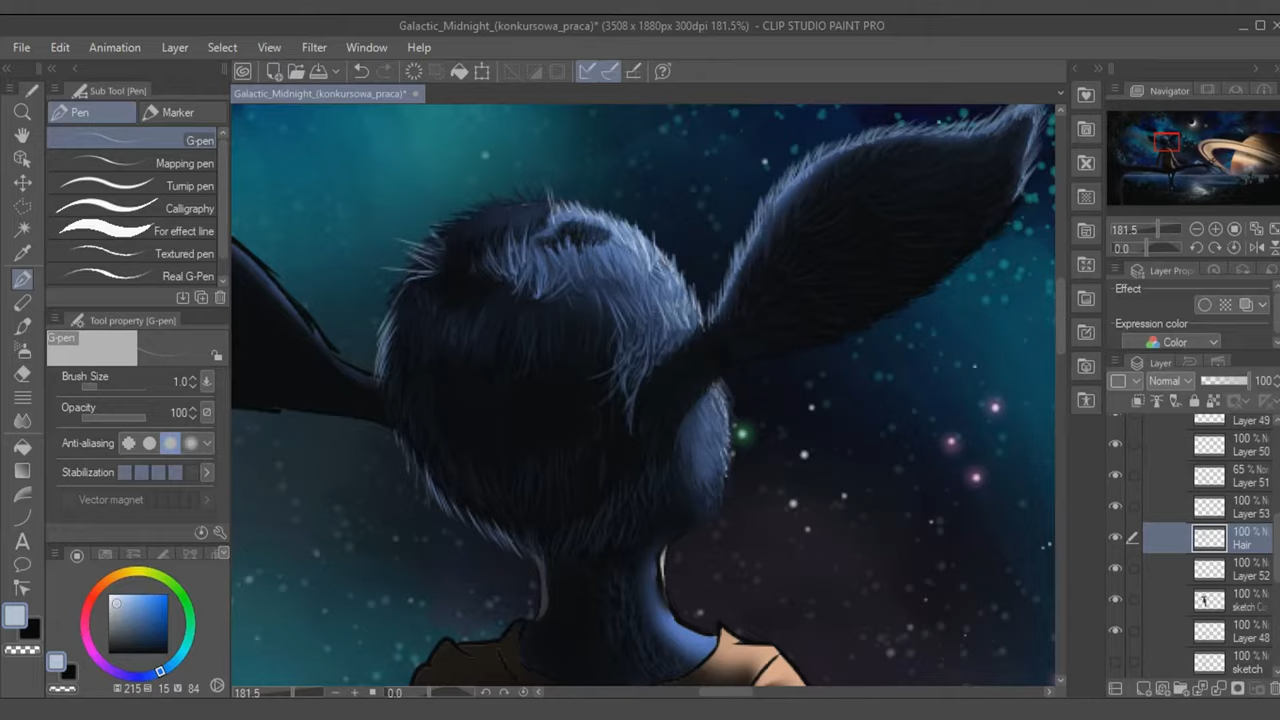 Galactic_Midnight_(konkursowa_praca)* (3508 x 1880px 300dpi 181.5%) - CLIP STUDIO PAINT PRO
File Edit Animation Layer Select View Filter Window Help
Sub Tool [Pen]
Galactic_Midnight_(konkursowa_praca)*
Navigator
Pen Marker
G-pen
Mapping pen
Turnip pen
Calligraphy
For effect line
Textured pen
Real G-Pen
181.5
0.0
Layer Prop
Effect
Tool property [G-pen]
G-pen
Expression color
Color
Layer
Brush Size 1.0
Normal 100
Opacity 100
Layer 49
Anti-aliasing
100 % N
Layer 50
Stabilization
65 % No
Layer 51
Vector magnet
100 % N
Layer 53
100 % N
Hair
100 % N
Layer 52
100 % N
sketch Co
100 % N
Layer 48
100 % N
sketch
H 215 S 15 V 84
181.5 0.0